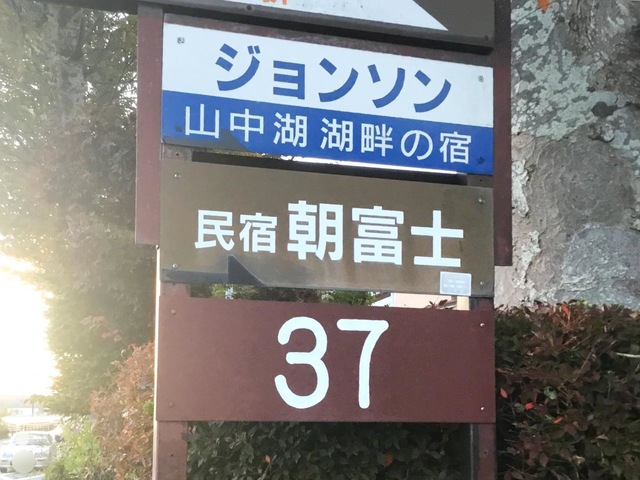 ジョンソン
山中湖 湖畔の宿
民宿 朝富士
37